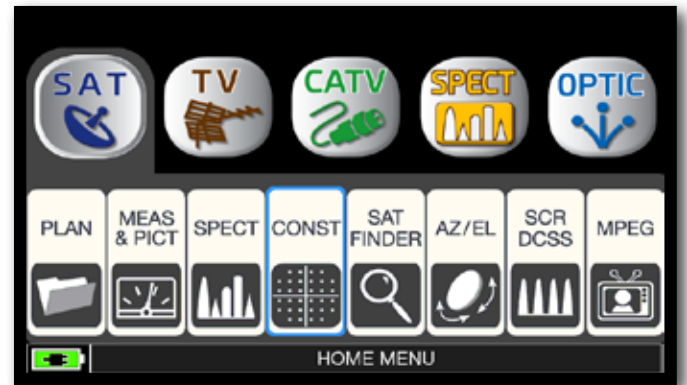 SAT
TV
CATV
SPECT
OPTIC
PLAN
MEAS
& PICT
SPECT
CONST
SAT
FINDER
AZ/EL
SCR
DCSS
MPEG
HOME MENU